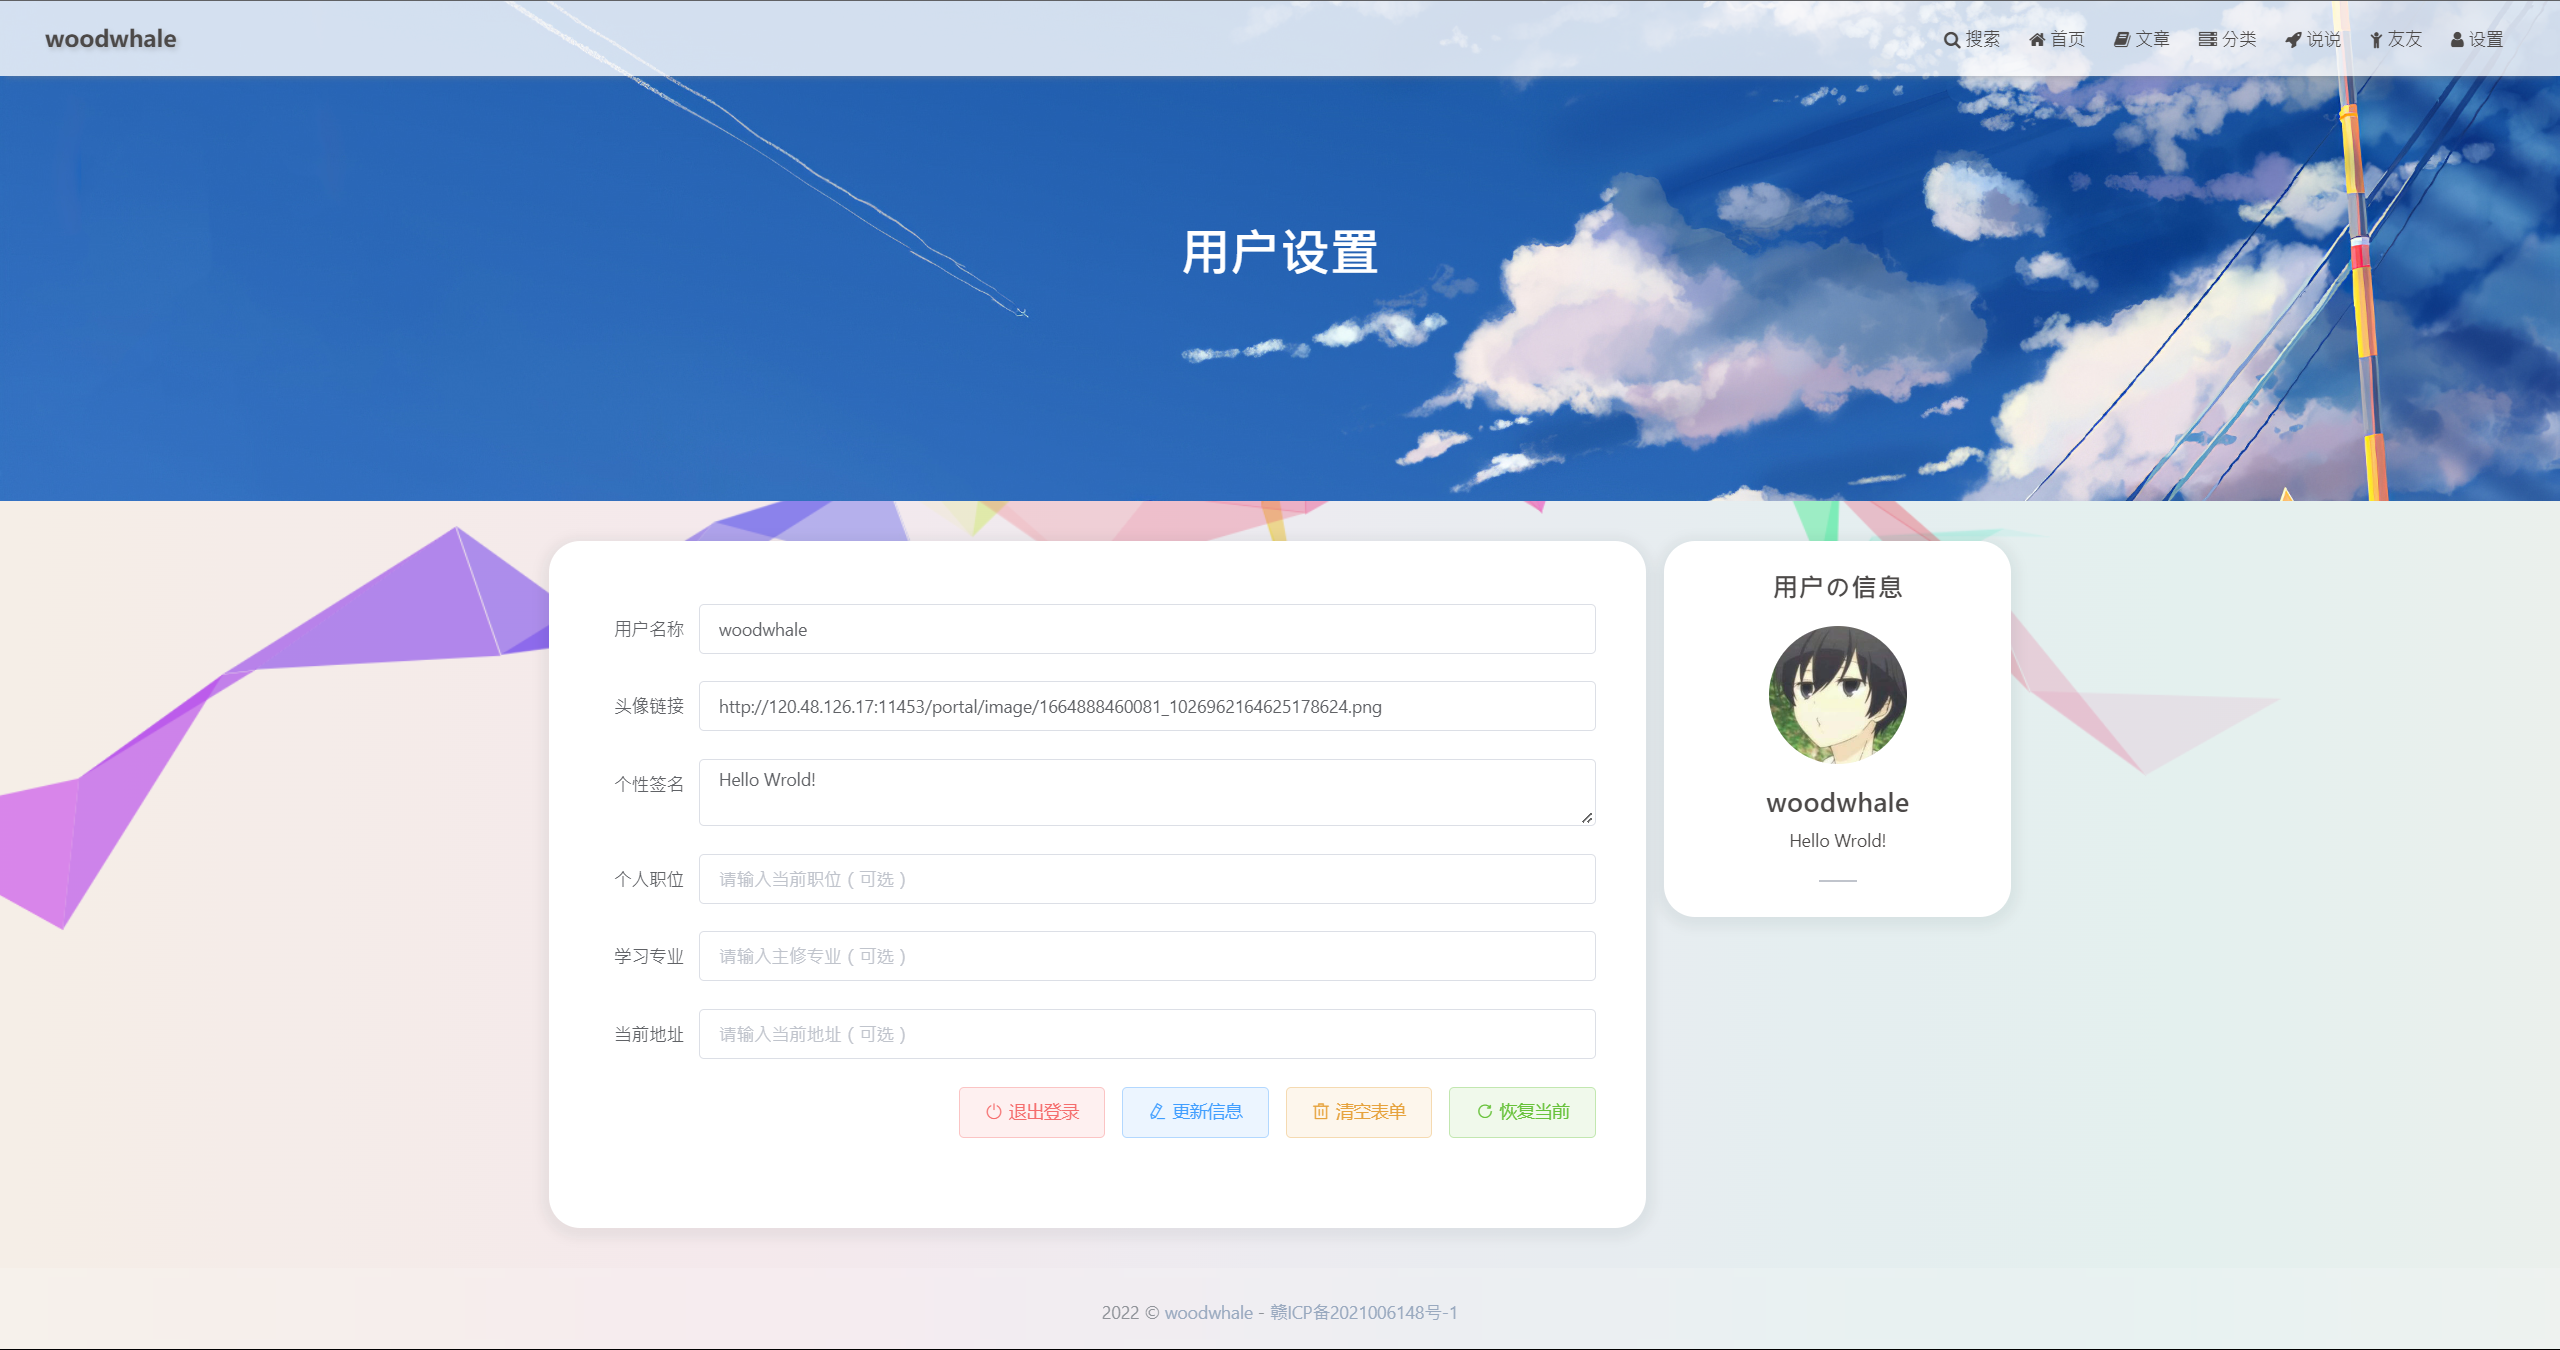 woodwhale
搜索 首页 文章 分类 说说 友友 设置
用户设置
用户名称 woodwhale
头像链接 http://120.48.126.17:11453/portal/image/1664888460081_1026962164625178624.png
个性签名 Hello Wrold!
个人职位 请输入当前职位（可选）
学习专业 请输入主修专业（可选）
当前地址 请输入当前地址（可选）
退出登录 更新信息 清空表单 恢复当前
用户の信息
woodwhale
Hello Wrold!
2022 © woodwhale - 赣ICP备2021006148号-1